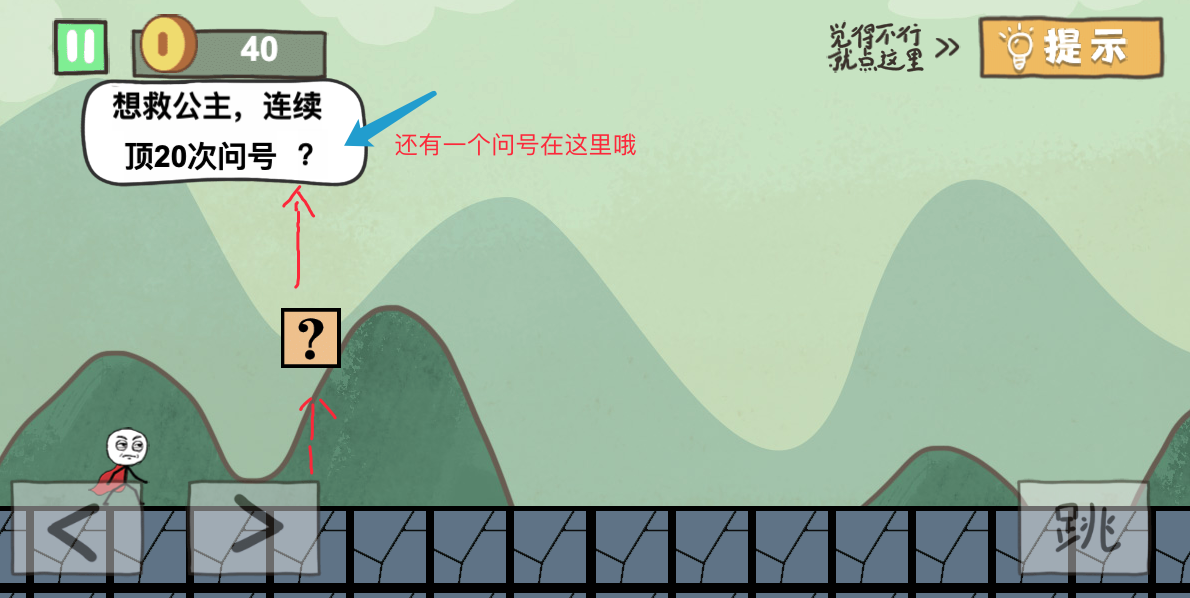 40
觉得不行
就点这里
>>
提示
想救公主，连续
顶20次问号 ？
还有一个问号在这里哦
?
<
>
跳